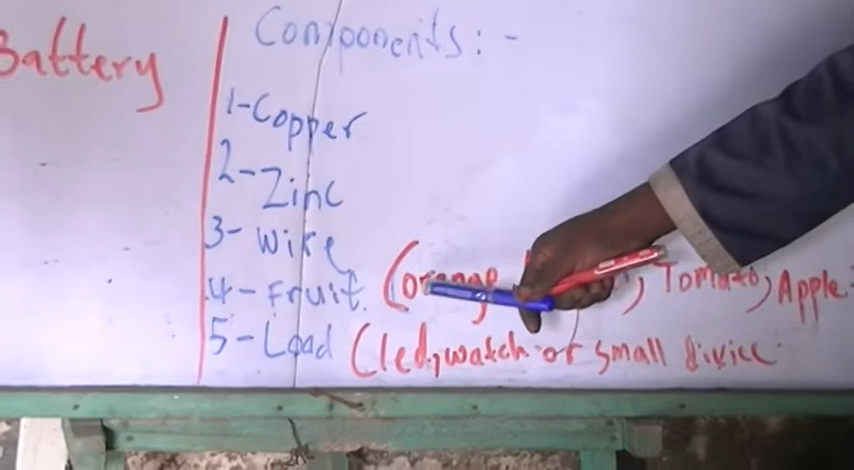 Battery
Components:-
1-Copper
2-Zinc
3-Wire
4-Fruit (orange, Tomato, Apple
5-Load (led, watch or small divice